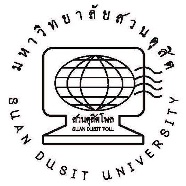 มหาวิทยาลัยสวนดุสิต
สวนดุสิตโพล
SUAN DUSIT POLL
SUAN DUSIT UNIVERSITY